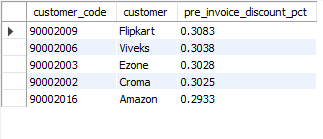 customer_code customer pre_invoice_discount_pct
90002009 Flipkart 0.3083
90002006 Viveks 0.3038
90002003 Ezone 0.3028
90002002 Croma 0.3025
90002016 Amazon 0.2933